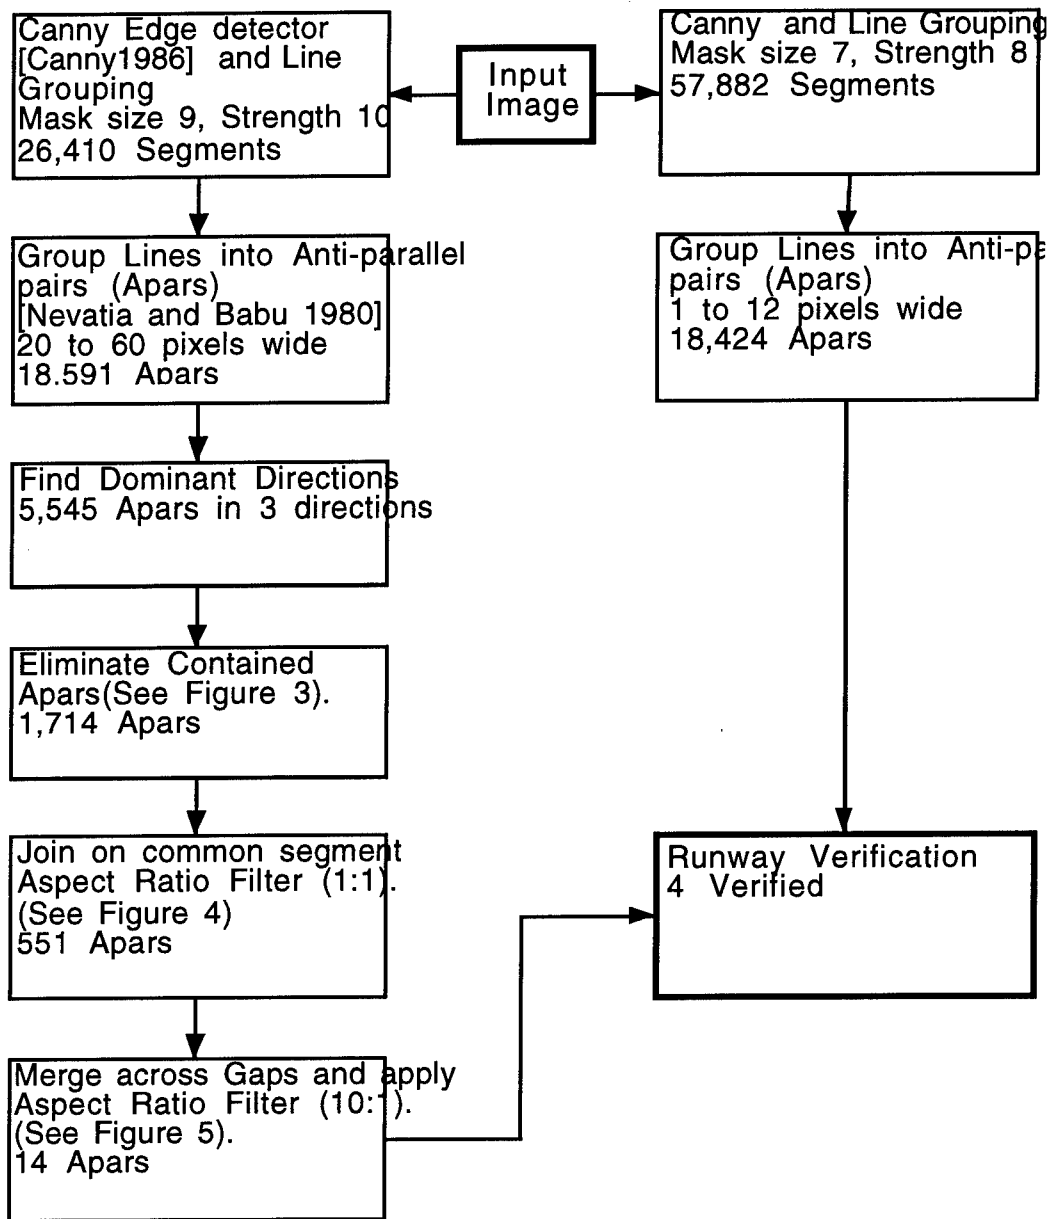 Canny Edge detector
[Canny1986] and Line
Grouping
Mask size 9, Strength 10
26,410 Segments
Input
Image
Canny and Line Grouping
Mask size 7, Strength 8
57,882 Segments
Group Lines into Anti-parallel
pairs (Apars)
[Nevatia and Babu 1980]
20 to 60 pixels wide
18.591 Apars
Group Lines into Anti-pa
pairs (Apars)
1 to 12 pixels wide
18,424 Apars
Find Dominant Directions
5,545 Apars in 3 directions
Eliminate Contained
Apars(See Figure 3).
1,714 Apars
Join on common segment
Aspect Ratio Filter (1:1).
(See Figure 4)
551 Apars
Runway Verification
4 Verified
Merge across Gaps and apply
Aspect Ratio Filter (10:1).
(See Figure 5).
14 Apars